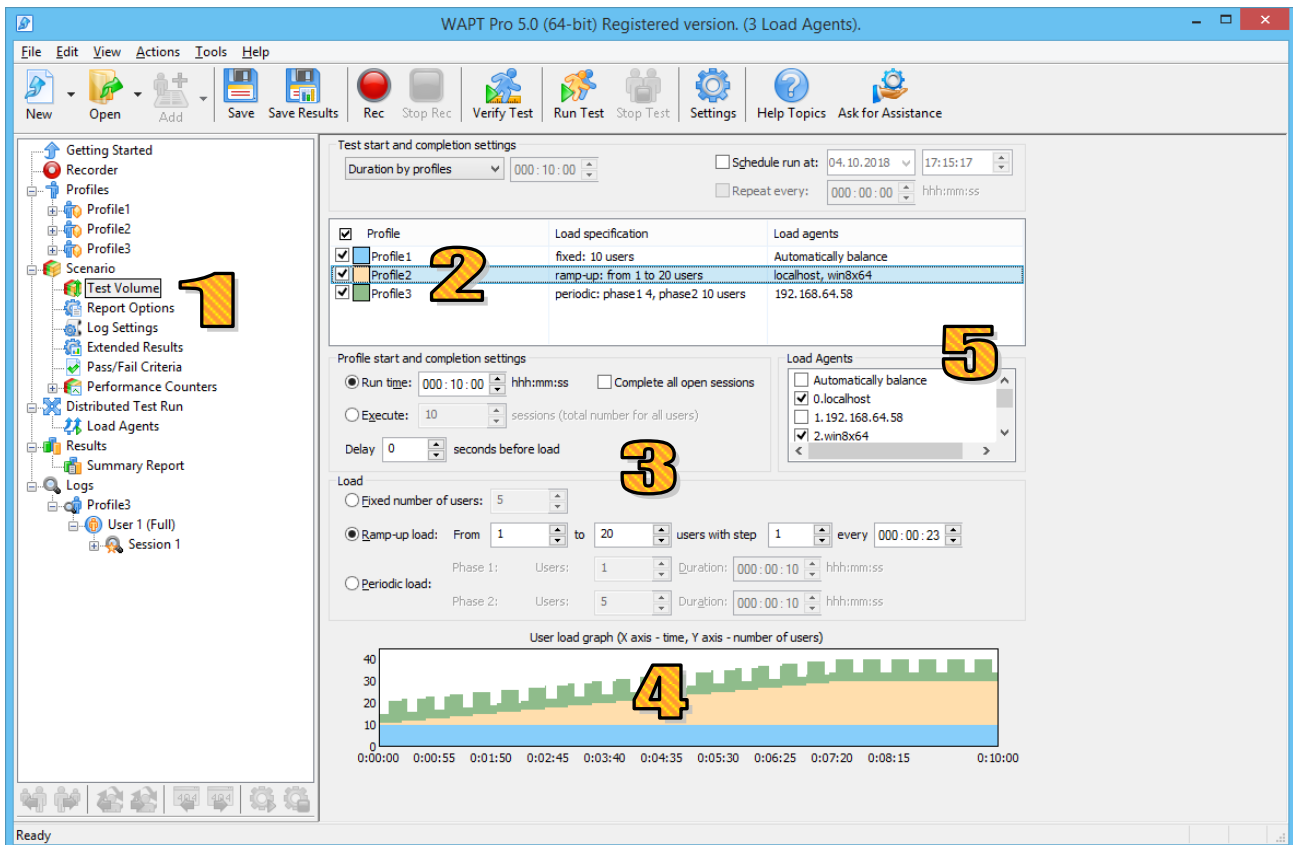 WAPT Pro 5.0 (64-bit) Registered version. (3 Load Agents).
File Edit View Actions Tools Help
New Open Add Save Save Results Rec Stop Rec Verify Test Run Test Stop Test Settings Help Topics Ask for Assistance
Getting Started
Recorder
Profiles
Profile1
Profile2
Profile3
Scenario
Test Volume
Report Options
Log Settings
Extended Results
Pass/Fail Criteria
Performance Counters
Distributed Test Run
Load Agents
Results
Summary Report
Logs
Profile3
User 1 (Full)
Session 1
1
404 404
Test start and completion settings
Duration by profiles 000:10:00 Schedule run at: 04.10.2018 17:15:17
Repeat every: 000:00:00 hhh:mm:ss
Profile Load specification Load agents
Profile1 fixed: 10 users Automatically balance
Profile2 ramp-up: from 1 to 20 users localhost, win8x64
Profile3 periodic: phase1 4, phase2 10 users 192.168.64.58
2
Profile start and completion settings
Run time: 000:10:00 hhh:mm:ss Complete all open sessions
Execute: 10 sessions (total number for all users)
Delay 0 seconds before load
Load Agents
5
Automatically balance
0.localhost
1.192.168.64.58
2.win8x64
3
Load
Fixed number of users: 5
Ramp-up load: From 1 to 20 users with step 1 every 000:00:23
Periodic load:
Phase 1: Users: 1 Duration: 000:00:10 hhh:mm:ss
Phase 2: Users: 5 Duration: 000:00:10 hhh:mm:ss
User load graph (X axis - time, Y axis - number of users)
40
30
20
10
0
4
0:00:00 0:00:55 0:01:50 0:02:45 0:03:40 0:04:35 0:05:30 0:06:25 0:07:20 0:08:15 0:10:00
Ready